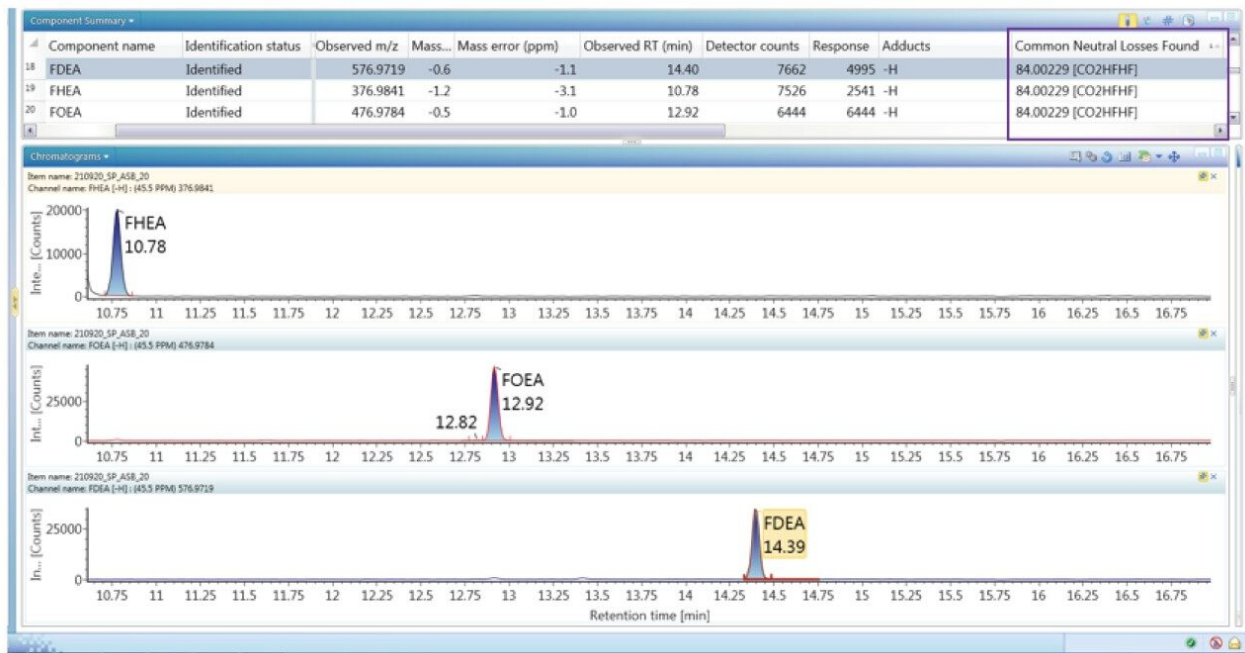 Component Summary
Component name Identification status Observed m/z Mass... Mass error (ppm) Observed RT (min) Detector counts Response Adducts Common Neutral Losses Found
18 FDEA Identified 576.9719 -0.6 -1.1 14.40 7662 4995 -H 84.00229 [CO2HFHF]
19 FHEA Identified 376.9841 -1.2 -3.1 10.78 7526 2541 -H 84.00229 [CO2HFHF]
20 FOEA Identified 476.9784 -0.5 -1.0 12.92 6444 6444 -H 84.00229 [CO2HFHF]
Chromatograms
Item name: 210920_SP_ASB_20
Channel name: FHEA [-H] : (45.5 PPM) 376.9841
Inte... [Counts]
20000
10000
0
FHEA
10.78
10.75 11 11.25 11.5 11.75 12 12.25 12.5 12.75 13 13.25 13.5 13.75 14 14.25 14.5 14.75 15 15.25 15.5 15.75 16 16.25 16.5 16.75
Item name: 210920_SP_ASB_20
Channel name: FOEA [-H] : (45.5 PPM) 476.9784
Int... [Counts]
25000
0
12.82
FOEA
12.92
10.75 11 11.25 11.5 11.75 12 12.25 12.5 12.75 13 13.25 13.5 13.75 14 14.25 14.5 14.75 15 15.25 15.5 15.75 16 16.25 16.5 16.75
Item name: 210920_SP_ASB_20
Channel name: FDEA [-H] : (45.5 PPM) 576.9719
In... [Counts]
25000
0
FDEA
14.39
10.75 11 11.25 11.5 11.75 12 12.25 12.5 12.75 13 13.25 13.5 13.75 14 14.25 14.5 14.75 15 15.25 15.5 15.75 16 16.25 16.5 16.75
Retention time [min]